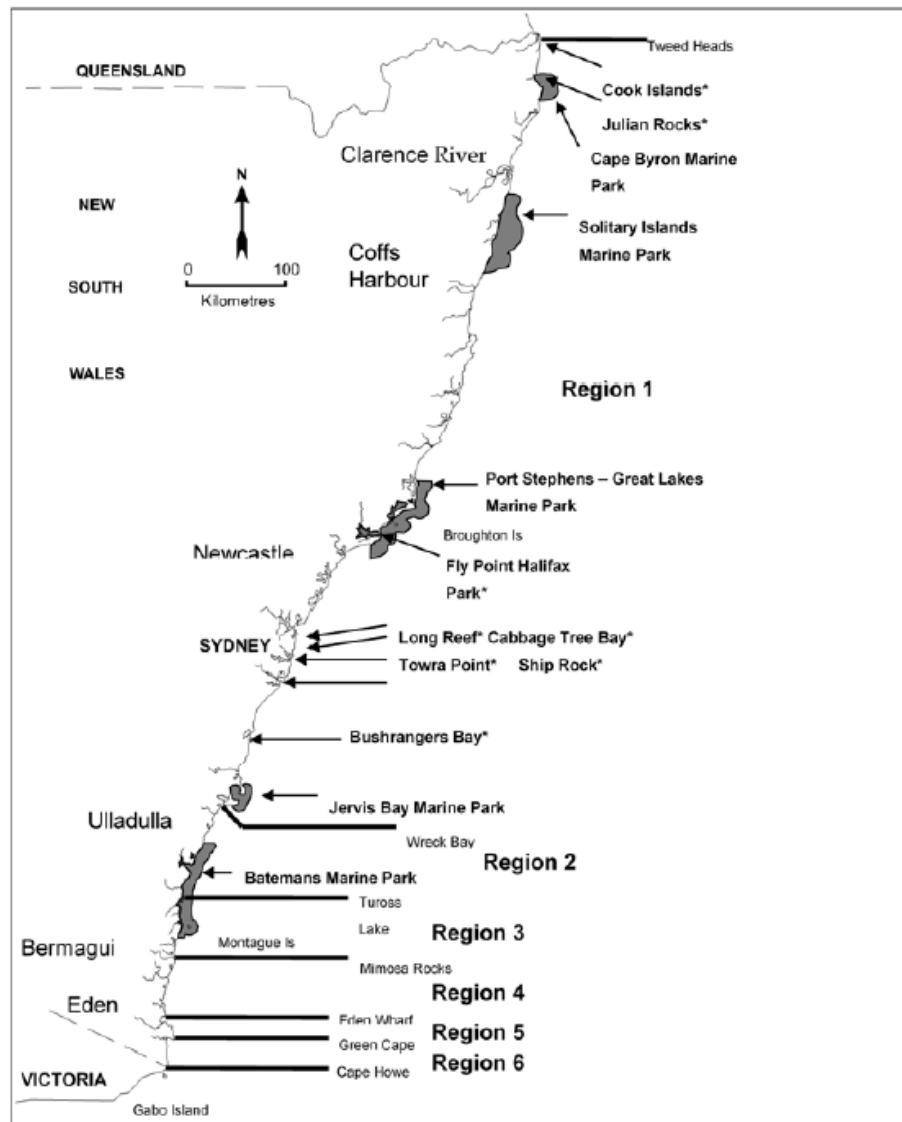 Tweed Heads
QUEENSLAND
Cook Islands*
Julian Rocks*
Clarence River
Cape Byron Marine
Park
N
NEW
Solitary Islands
Marine Park
Coffs
Harbour
0 100
Kilometres
SOUTH
WALES
Region 1
Port Stephens – Great Lakes
Marine Park
Broughton Is
Newcastle
Fly Point Halifax
Park*
SYDNEY
Long Reef* Cabbage Tree Bay*
Towra Point* Ship Rock*
Bushrangers Bay*
Jervis Bay Marine Park
Ulladulla
Wreck Bay
Region 2
Batemans Marine Park
Tuross
Lake
Region 3
Montague Is
Bermagui
Mimosa Rocks
Region 4
Eden
Eden Wharf
Region 5
Green Cape
Region 6
VICTORIA
Cape Howe
Gabo Island